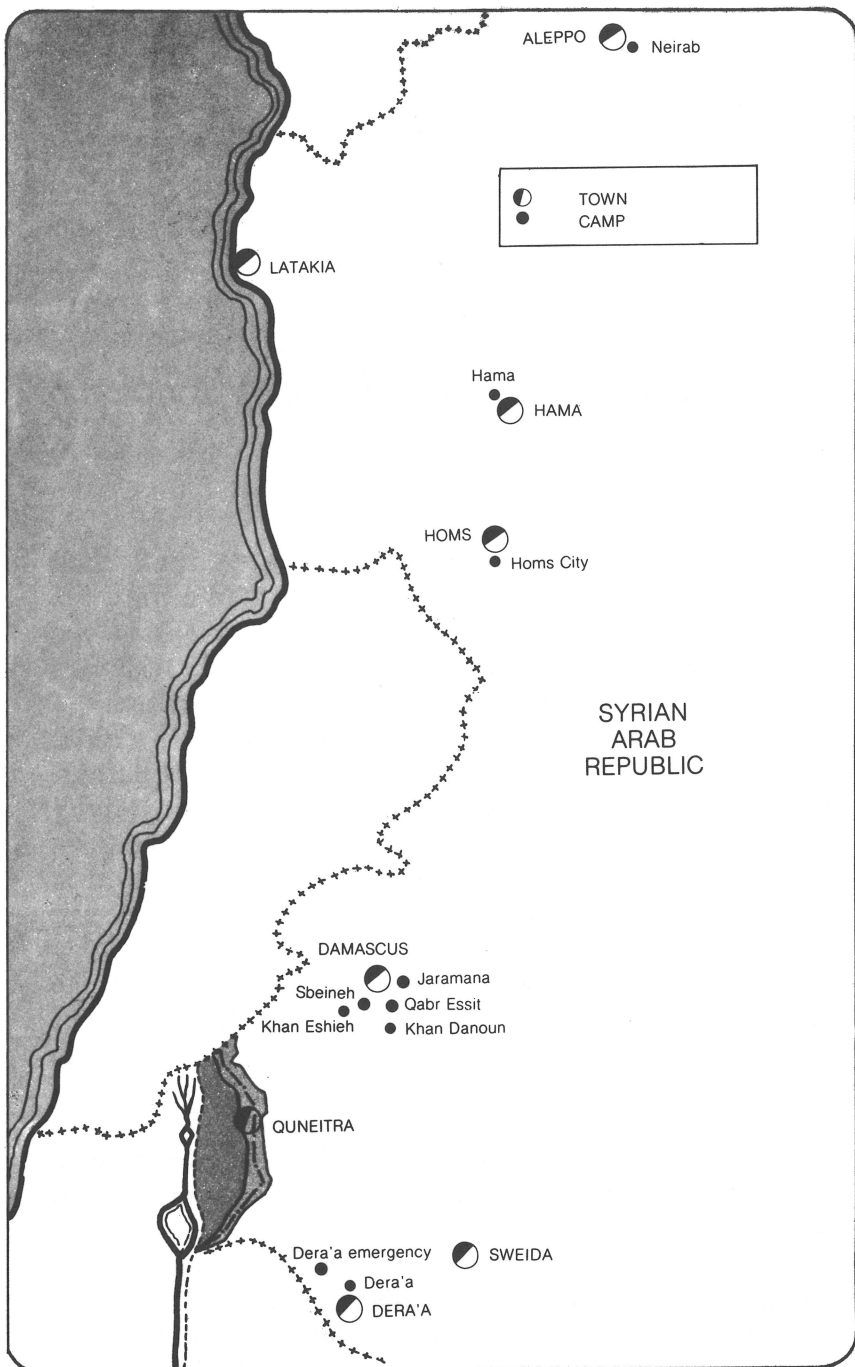 ALEPPO
Neirab
TOWN
CAMP
LATAKIA
Hama
HAMA
HOMS
Homs City
SYRIAN
ARAB
REPUBLIC
DAMASCUS
Jaramana
Sbeineh
Qabr Essit
Khan Eshieh
Khan Danoun
QUNEITRA
Dera'a emergency
SWEIDA
Dera'a
DERA'A